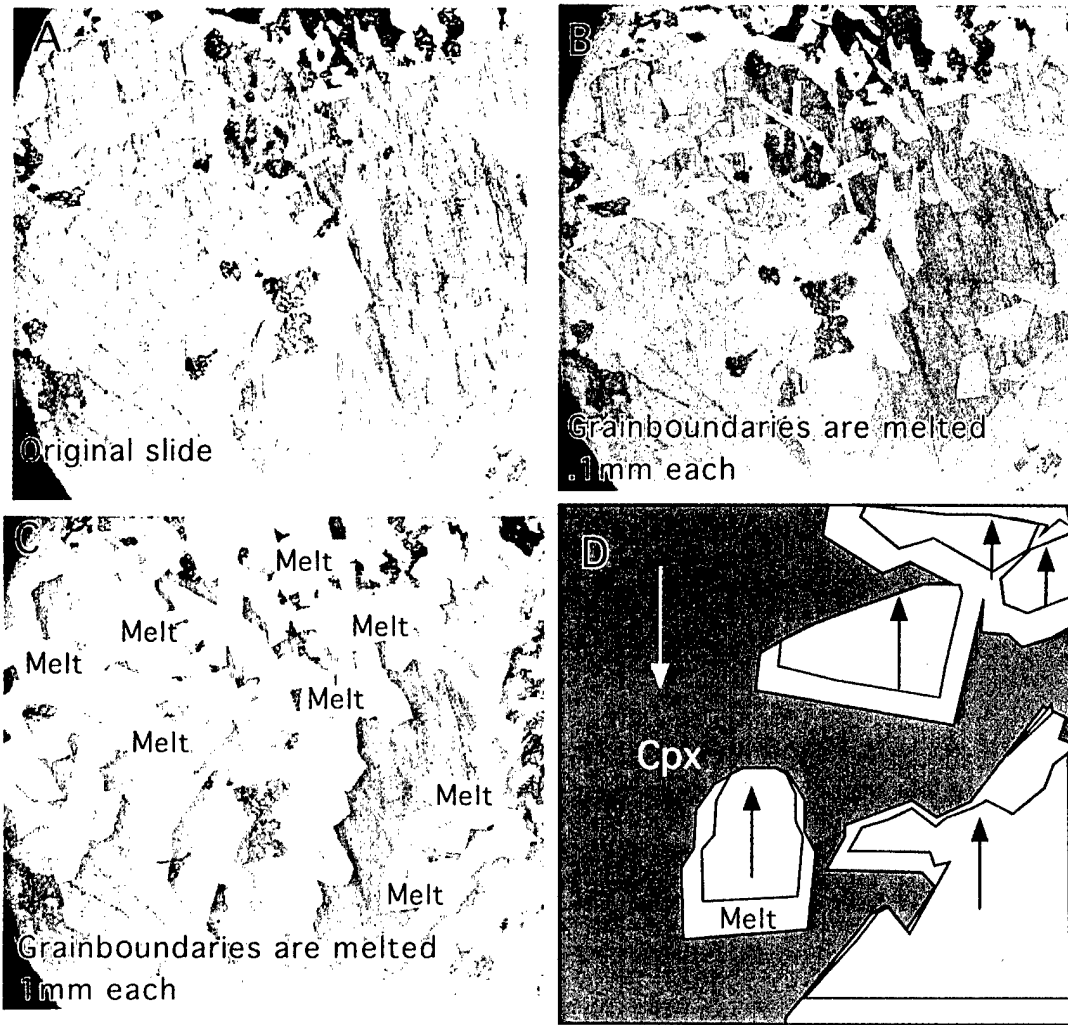 A
Original slide
B
Grainboundaries are melted
.1mm each
C
Melt
Melt
Melt
Melt
Melt
Melt
Melt
Melt
Grainboundaries are melted
1mm each
D
Cpx
Melt